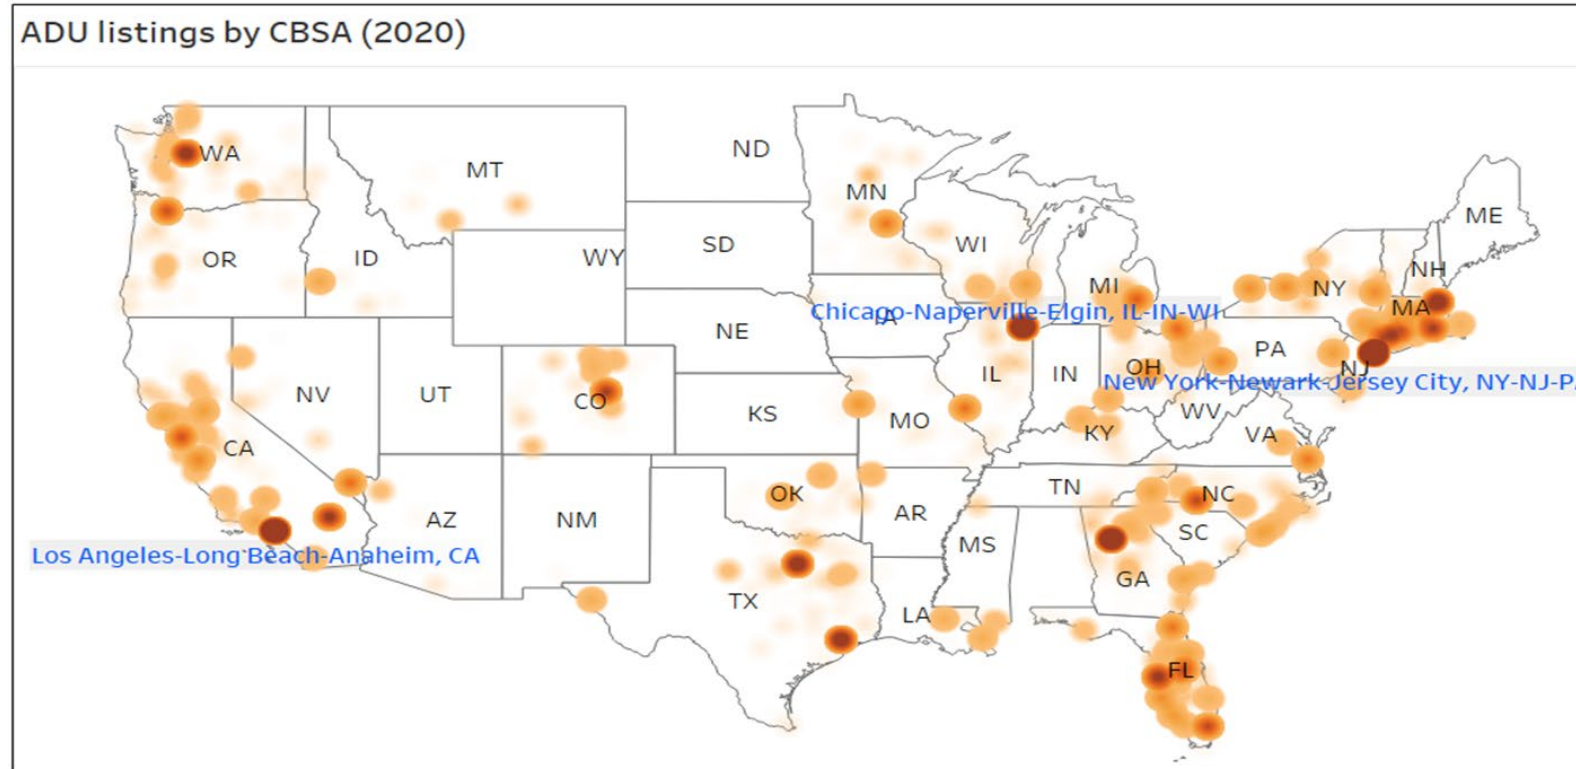 ADU listings by CBSA (2020)
WA
MT
ND
MN
ME
OR
ID
WY
SD
WI
MI
NY
NH
MA
Chicago-Naperville-Elgin, IL-IN-WI
IA
NE
NV
UT
CO
KS
MO
IL
IN
OH
PA
NJ
New York-Newark-Jersey City, NY-NJ-P
WV
VA
KY
CA
AZ
NM
OK
AR
TN
NC
SC
MS
GA
Los Angeles-Long Beach-Anaheim, CA
TX
LA
FL